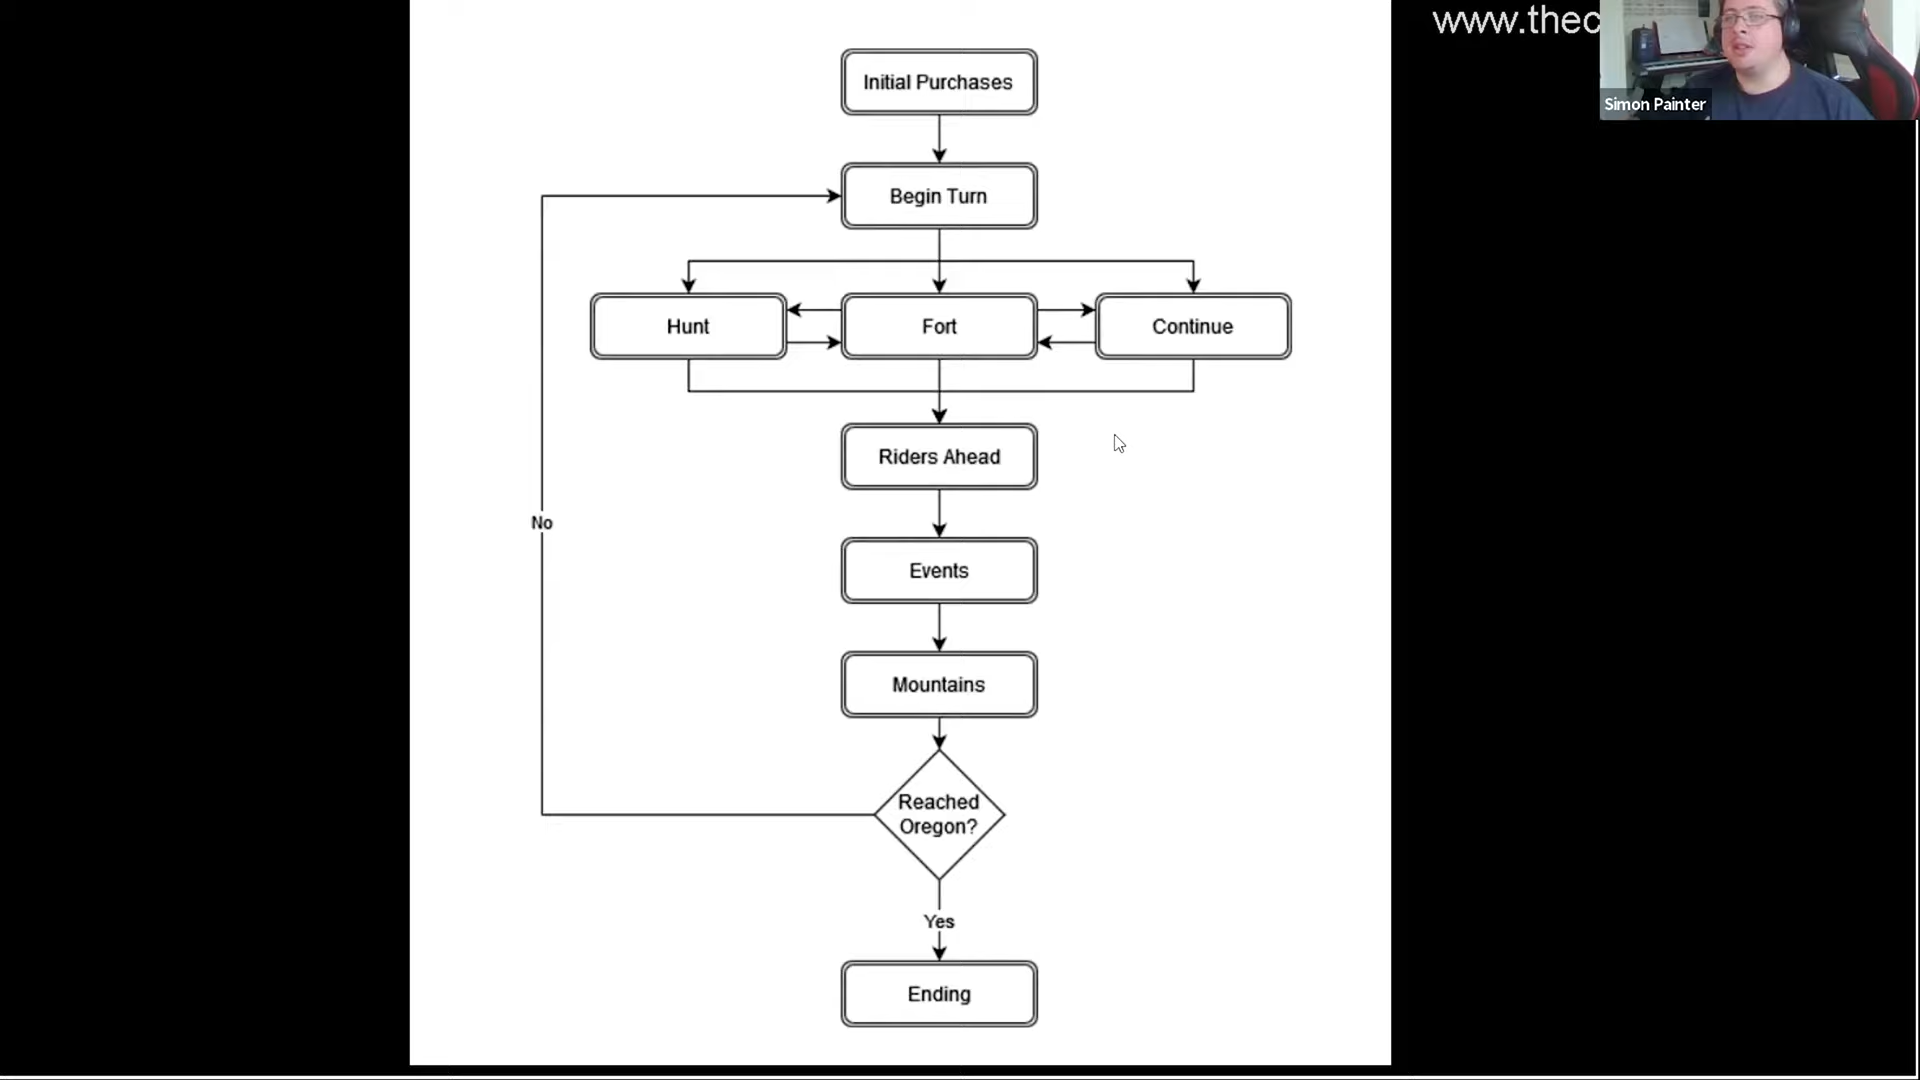 www.thec
Simon Painter
Initial Purchases
Begin Turn
Hunt
Fort
Continue
Riders Ahead
No
Events
Mountains
Reached
Oregon?
Yes
Ending